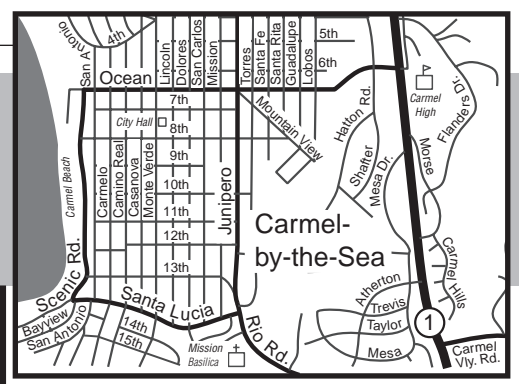 San Antonio
4th
Lincoln
Dolores
San Carlos
Mission
Torres
Santa Fe
Santa Rita
Guadalupe
Lobos
5th
6th
Ocean
7th
City Hall
8th
9th
10th
11th
12th
13th
Carmel Beach
Carmelo
Camino Real
Casanova
Monte Verde
Junipero
Mountain View
Hatton Rd.
Shafter
Mesa Dr.
Carmel
High
Flanders Dr.
Morse
Carmel Hills
Carmel-
by-the-Sea
Scenic Rd.
Santa Lucia
Bayview
San Antonio
14th
15th
Mission
Basilica
Rio Rd.
Atherton
Trevis
Taylor
Mesa
1
Carmel
Vly. Rd.